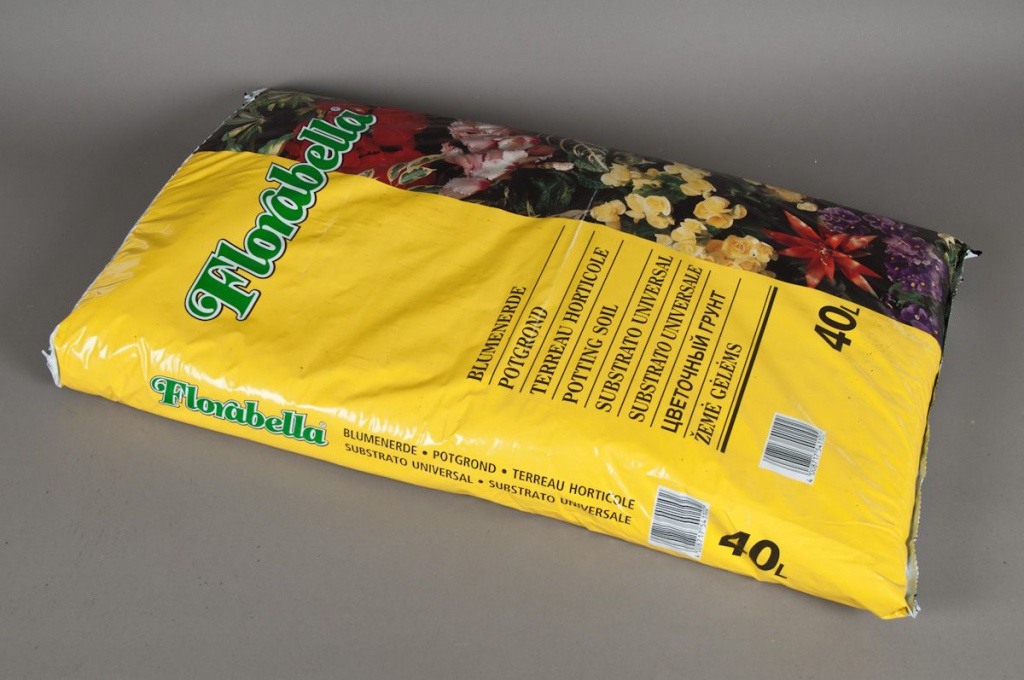 Florabella®
BLUMENERDE
POTGROND
TERREAU HORTICOLE
POTTING SOIL
SUBSTRATO UNIVERSAL
SUBSTRATO UNIVERSALE
ЦВЕТОЧНЫЙ ГРУНТ
ŽEMĖ GĖLĖMS
40L
Florabella®
BLUMENERDE • POTGROND • TERREAU HORTICOLE
SUBSTRATO UNIVERSAL • SUBSTRATO UNIVERSALE
40L